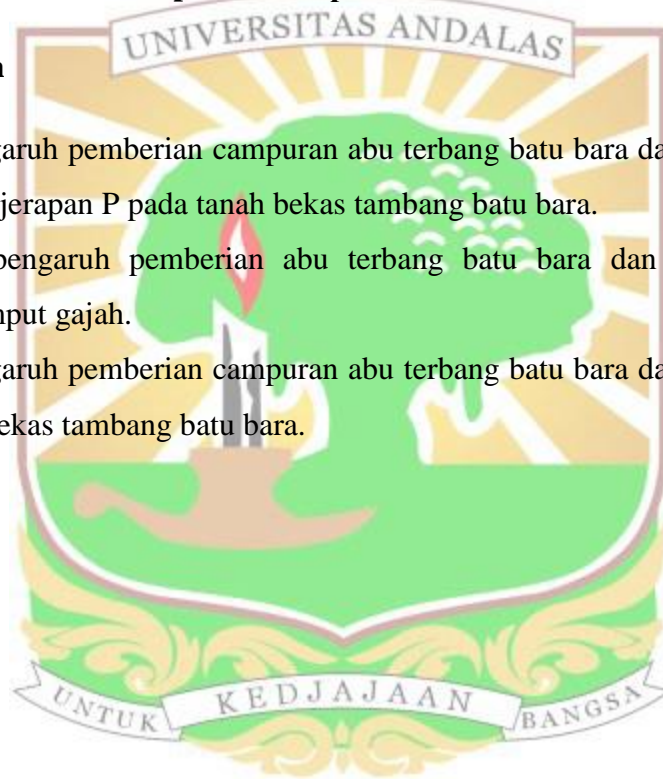 UNIVERSITAS ANDALAS
garuh pemberian campuran abu terbang batu bara da
jerapan P pada tanah bekas tambang batu bara.
pengaruh pemberian abu terbang batu bara dan
nput gajah.
garuh pemberian campuran abu terbang batu bara da
ekas tambang batu bara.
UNTUK KEDJAJAAN BANGSA